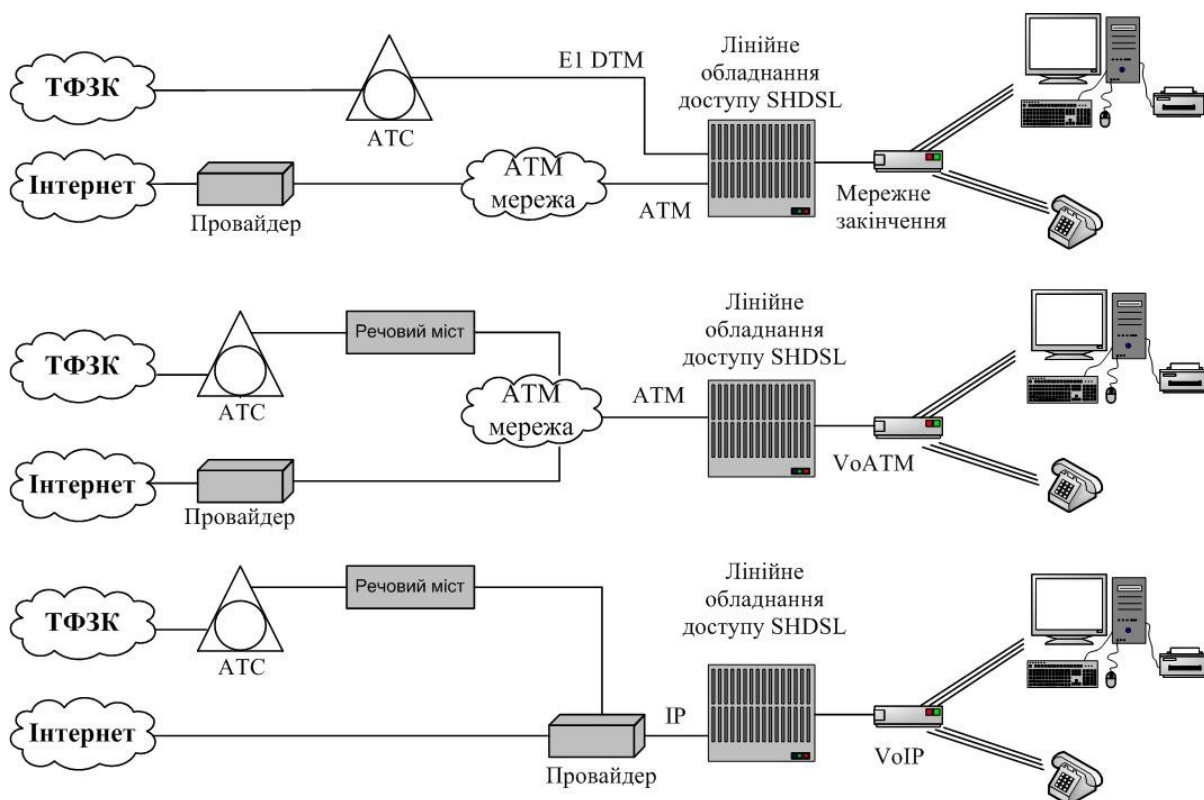 ТФЗК
АТС
E1 DTM
Лінійне
обладнання
доступу SHDSL
Інтернет
Провайдер
АТМ
мережа
АТМ
Мережне
закінчення
ТФЗК
АТС
Речовий міст
Лінійне
обладнання
доступу SHDSL
АТМ
мережа
АТМ
VoATM
Інтернет
Провайдер
ТФЗК
АТС
Речовий міст
Лінійне
обладнання
доступу SHDSL
Інтернет
Провайдер
IP
VoIP